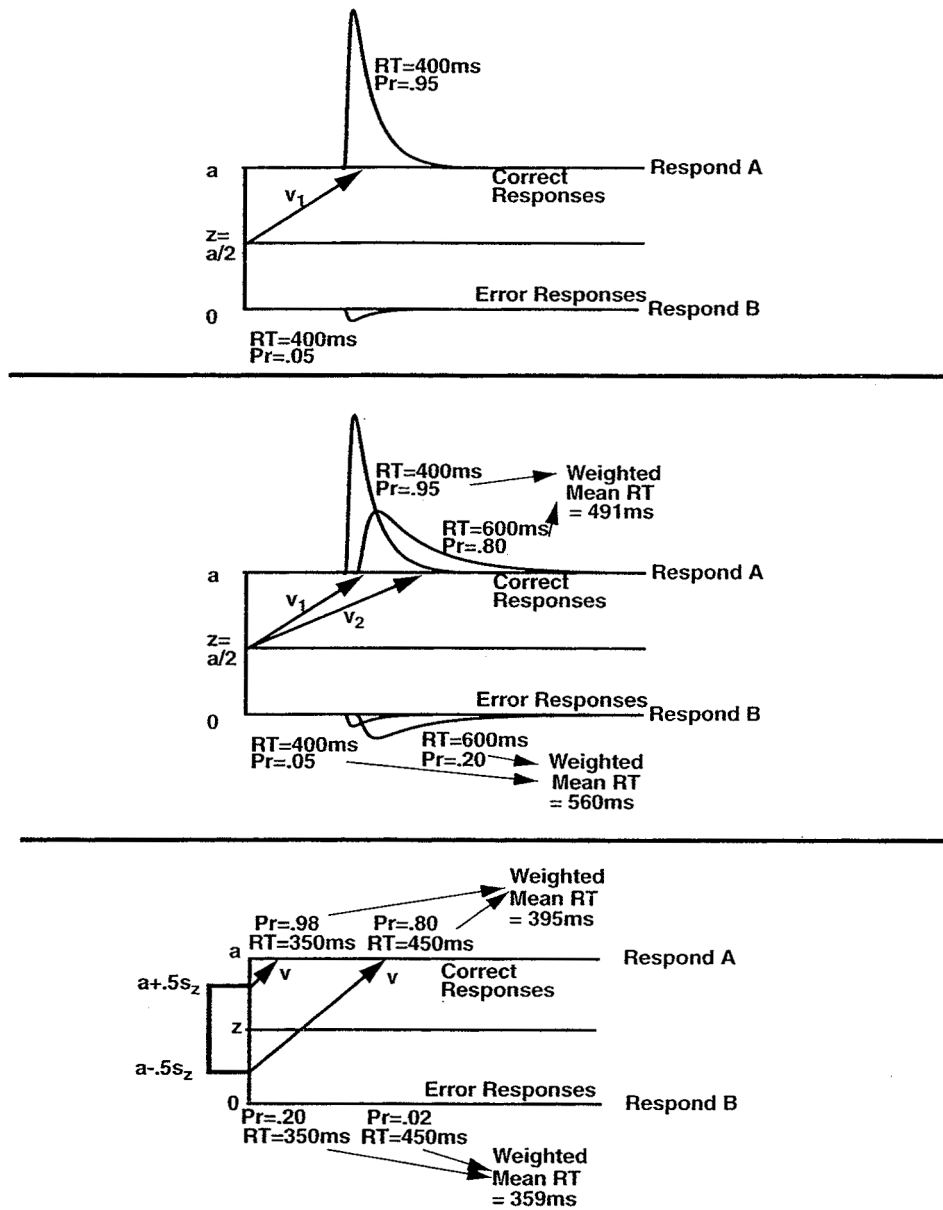 RT=400ms
Pr=.95
a
Respond A
Correct
Responses
v1
z=
a/2
Error Responses
0
Respond B
RT=400ms
Pr=.05
RT=400ms
Pr=.95
Weighted
Mean RT
= 491ms
RT=600ms
Pr=.80
a
Respond A
Correct
Responses
v1
v2
z=
a/2
Error Responses
0
Respond B
RT=400ms
Pr=.05
RT=600ms
Pr=.20
Weighted
Mean RT
= 560ms
Weighted
Mean RT
= 395ms
Pr=.98
RT=350ms
Pr=.80
RT=450ms
a
Respond A
v
v
Correct
Responses
a+.5sz
z
a-.5sz
Error Responses
0
Respond B
Pr=.20
RT=350ms
Pr=.02
RT=450ms
Weighted
Mean RT
= 359ms